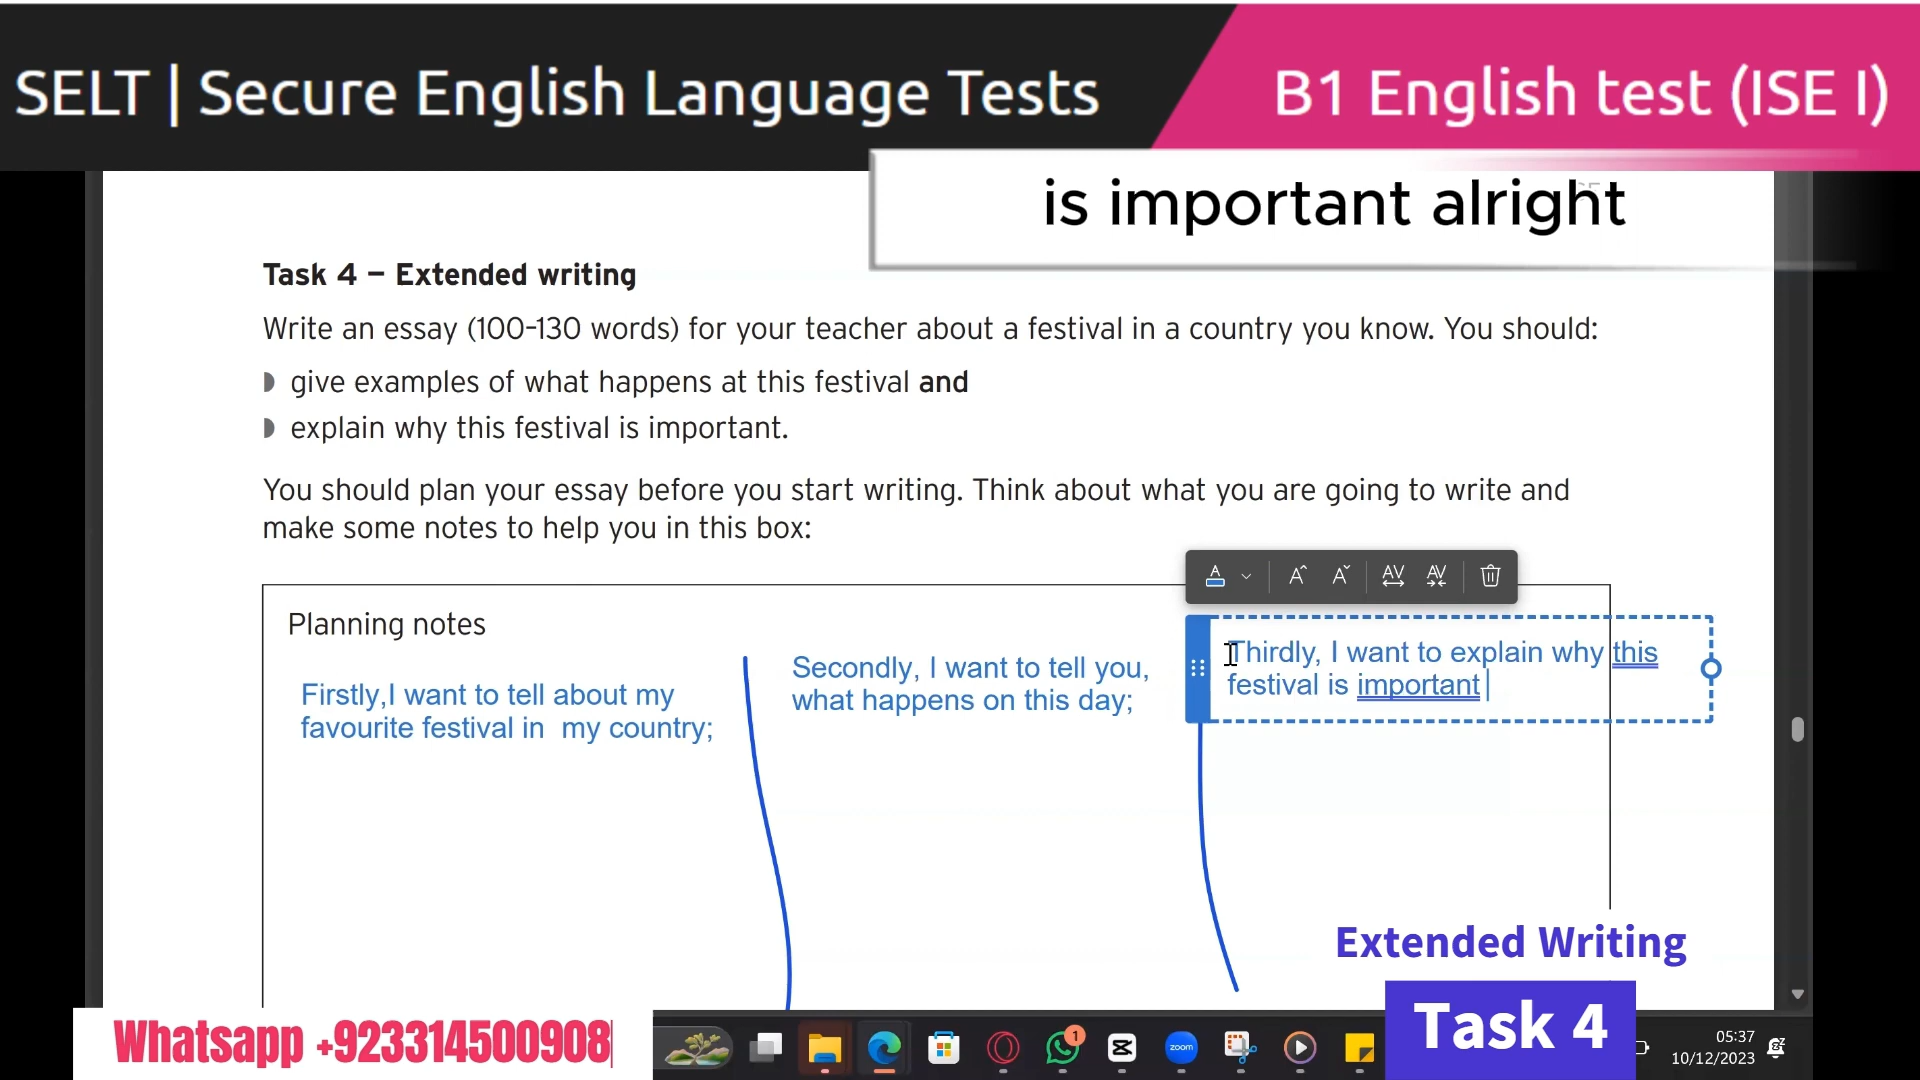 SELT | Secure English Language Tests
B1 English test (ISE I)
is important alright
Task 4 – Extended writing
Write an essay (100–130 words) for your teacher about a festival in a country you know. You should:
give examples of what happens at this festival and
explain why this festival is important.
You should plan your essay before you start writing. Think about what you are going to write and
make some notes to help you in this box:
Planning notes
Firstly,I want to tell about my
favourite festival in  my country;
Secondly, I want to tell you,
what happens on this day;
Thirdly, I want to explain why this
festival is important
Extended Writing
Task 4
Whatsapp +923314500908
1
zoom
05:37
10/12/2023